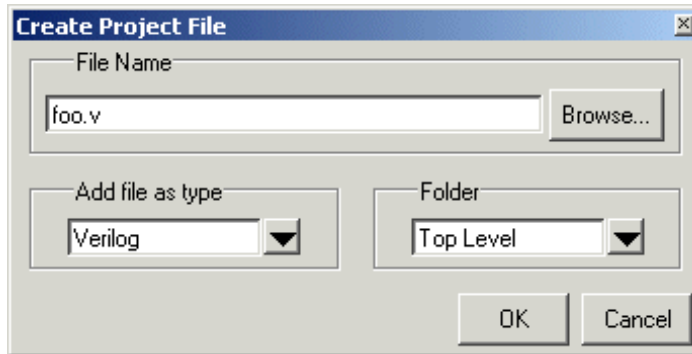 Create Project File
File Name
foo.v
Browse...
Add file as type
Folder
Verilog
Top Level
OK
Cancel